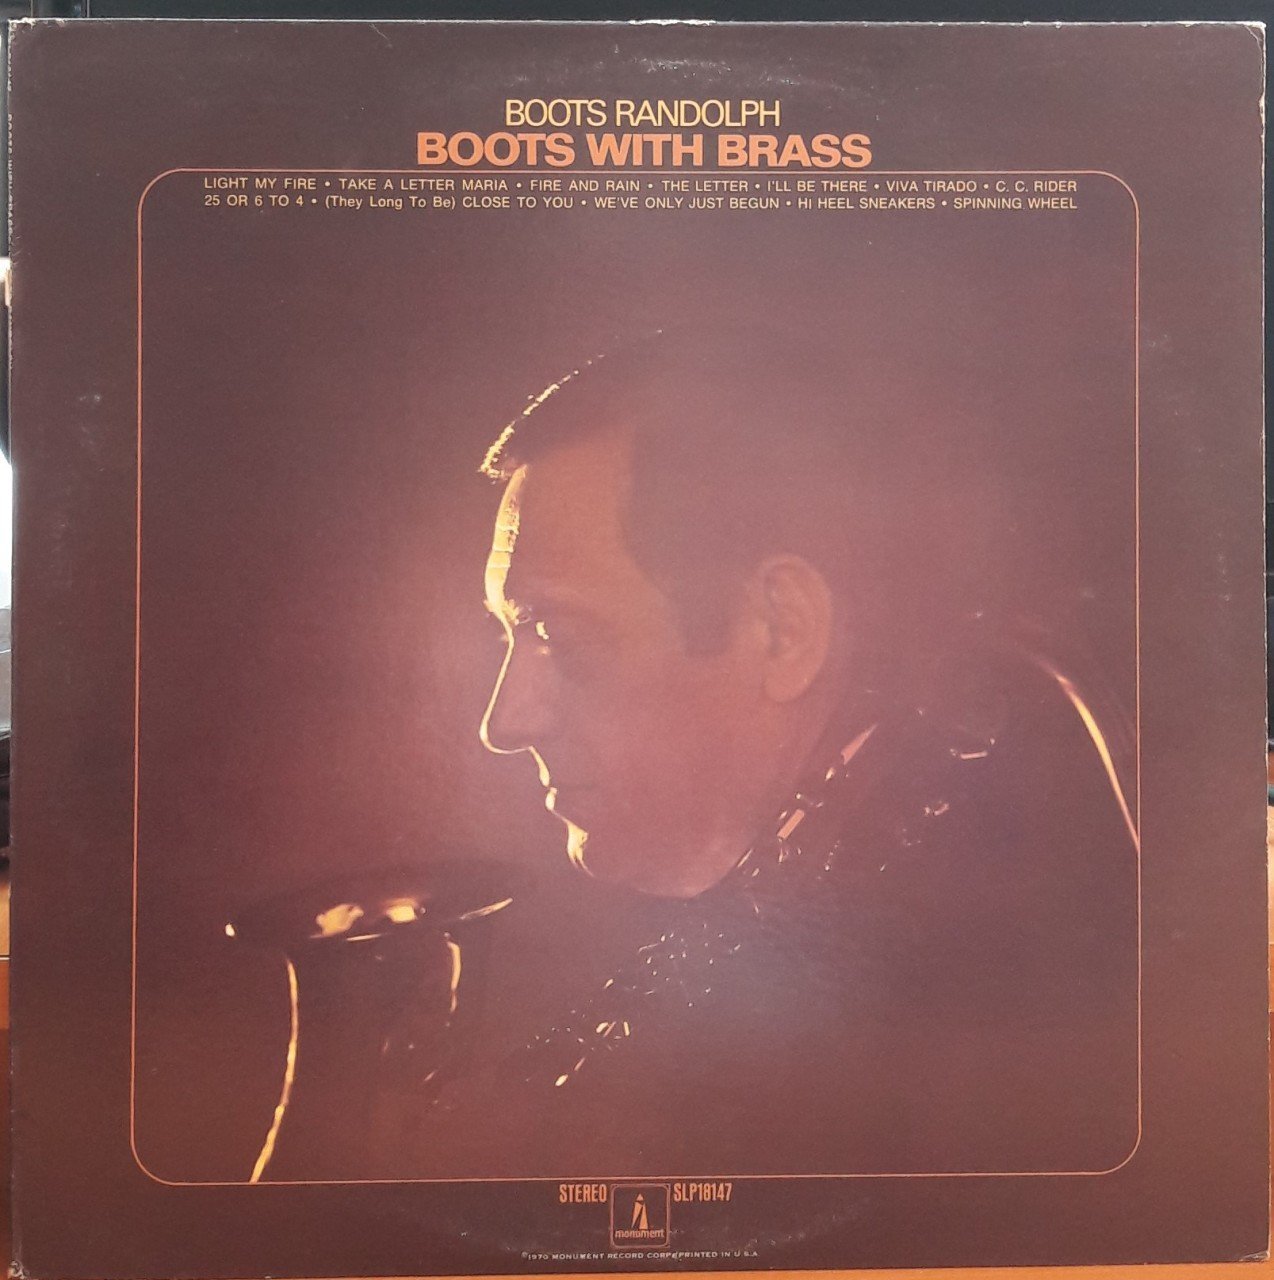 BOOTS RANDOLPH
BOOTS WITH BRASS
LIGHT MY FIRE • TAKE A LETTER MARIA • FIRE AND RAIN • THE LETTER • I'LL BE THERE • VIVA TIRADO • C. C. RIDER
25 OR 6 TO 4 • (They Long To Be) CLOSE TO YOU • WE'VE ONLY JUST BEGUN • HI HEEL SNEAKERS • SPINNING WHEEL
STEREO monument SLP18147
©1970 MONUMENT RECORD CORP. PRINTED IN U.S.A